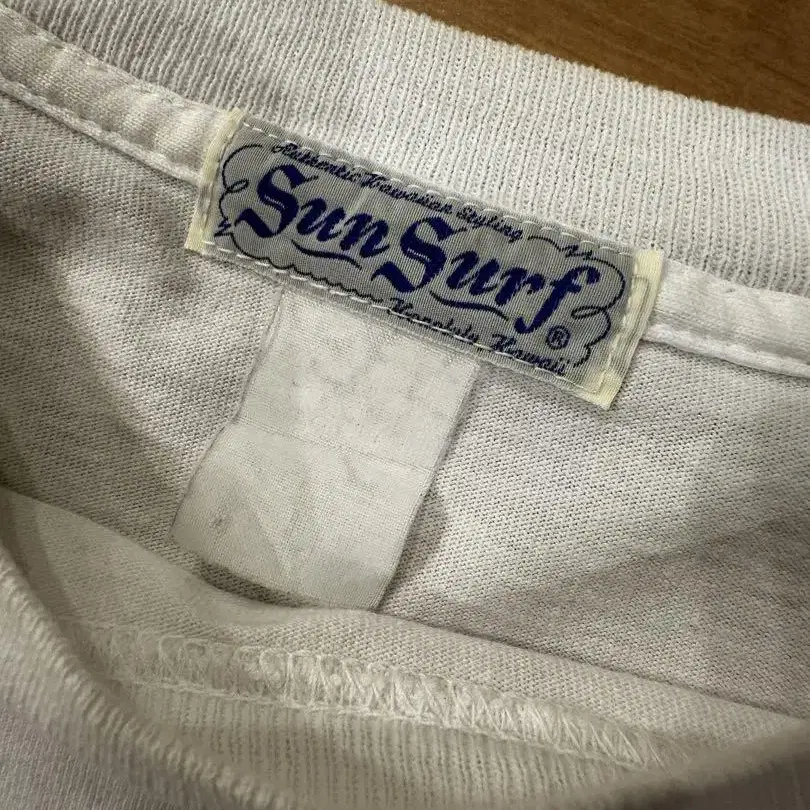 Authentic Hawaiian Styling
Sun Surf®
Honolulu, Hawaii